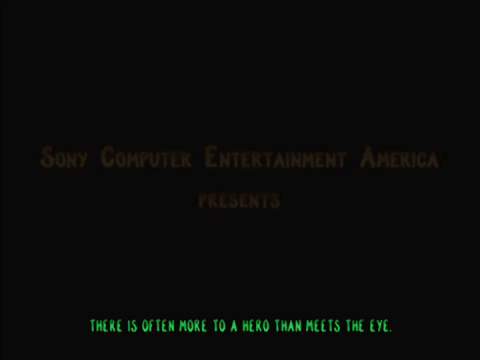 Sony Computer Entertainment America
presents
THERE IS OFTEN MORE TO A HERO THAN MEETS THE EYE.